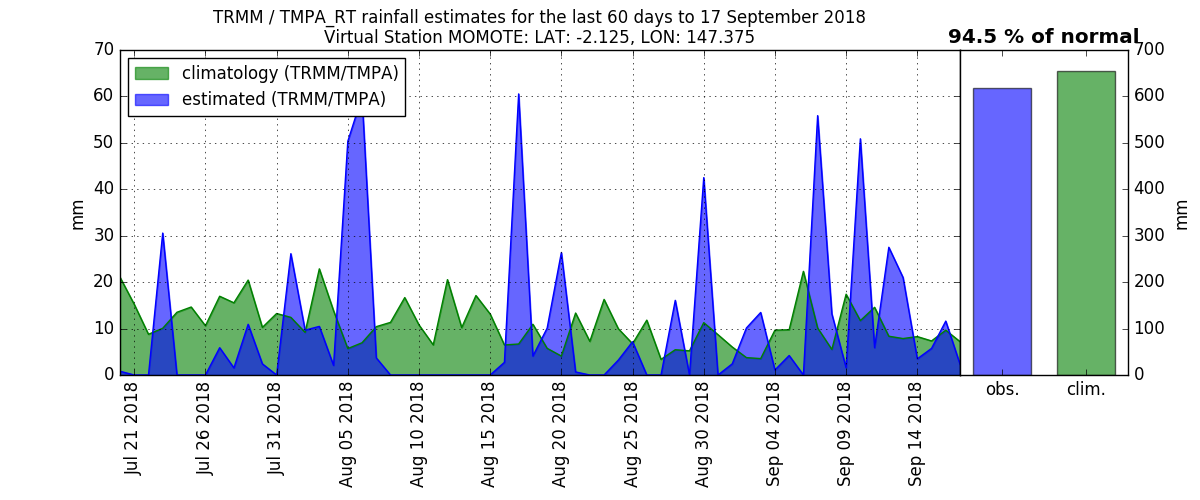 TRMM / TMPA_RT rainfall estimates for the last 60 days to 17 September 2018
Virtual Station MOMOTE: LAT: -2.125, LON: 147.375
94.5 % of normal
climatology (TRMM/TMPA)
estimated (TRMM/TMPA)
70
60
50
40
30
20
10
0
mm
Jul 21 2018
Jul 26 2018
Jul 31 2018
Aug 05 2018
Aug 10 2018
Aug 15 2018
Aug 20 2018
Aug 25 2018
Aug 30 2018
Sep 04 2018
Sep 09 2018
Sep 14 2018
obs.
clim.
700
600
500
400
300
200
100
0
mm